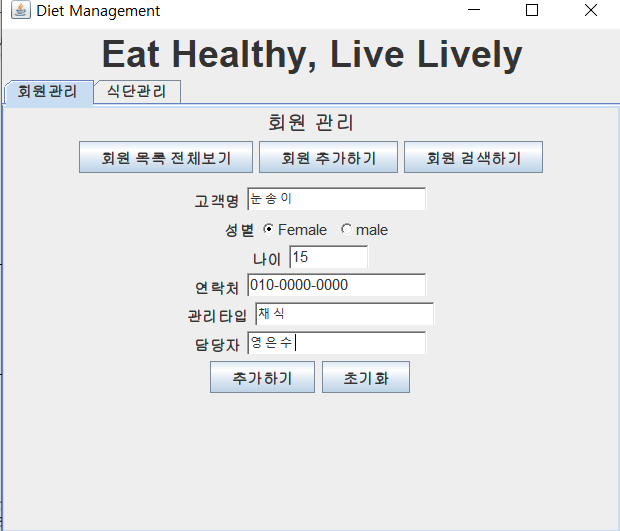 Diet Management
Eat Healthy, Live Lively
회원관리 식단관리
회원 관리
회원 목록 전체보기 회원 추가하기 회원 검색하기
고객명 눈송이
성별 Female male
나이 15
연락처 010-0000-0000
관리타입 채식
담당자 영은수
추가하기 초기화